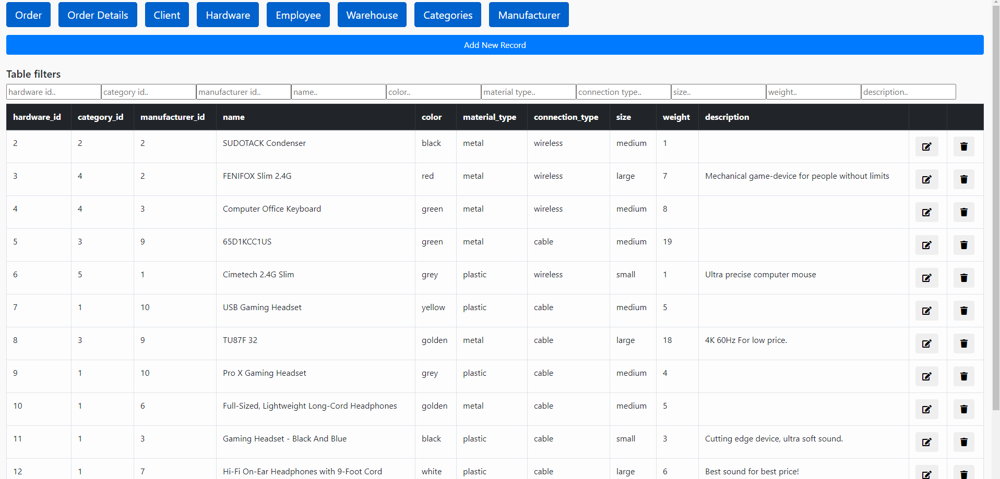 Order Order Details Client Hardware Employee Warehouse Categories Manufacturer
Add New Record
Table filters
hardware id.. category id.. manufacturer id.. name.. color.. material type.. connection type.. size.. weight.. description..
hardware_id category_id manufacturer_id name color material_type connection_type size weight description
2 2 2 SUDOTACK Condenser black metal wireless medium 1
3 4 2 FENIFOX Slim 2.4G red metal wireless large 7 Mechanical game-device for people without limits
4 4 3 Computer Office Keyboard green metal wireless medium 8
5 3 9 65D1KCC1US green metal cable medium 19
6 5 1 Cimetech 2.4G Slim grey plastic wireless small 1 Ultra precise computer mouse
7 1 10 USB Gaming Headset yellow plastic cable medium 5
8 3 9 TU87F 32 golden metal cable large 18 4K 60Hz For low price.
9 1 10 Pro X Gaming Headset grey plastic cable medium 4
10 1 6 Full-Sized, Lightweight Long-Cord Headphones golden metal cable medium 5
11 1 3 Gaming Headset - Black And Blue black plastic cable small 3 Cutting edge device, ultra soft sound.
12 1 7 Hi-Fi On-Ear Headphones with 9-Foot Cord white plastic cable large 6 Best sound for best price!